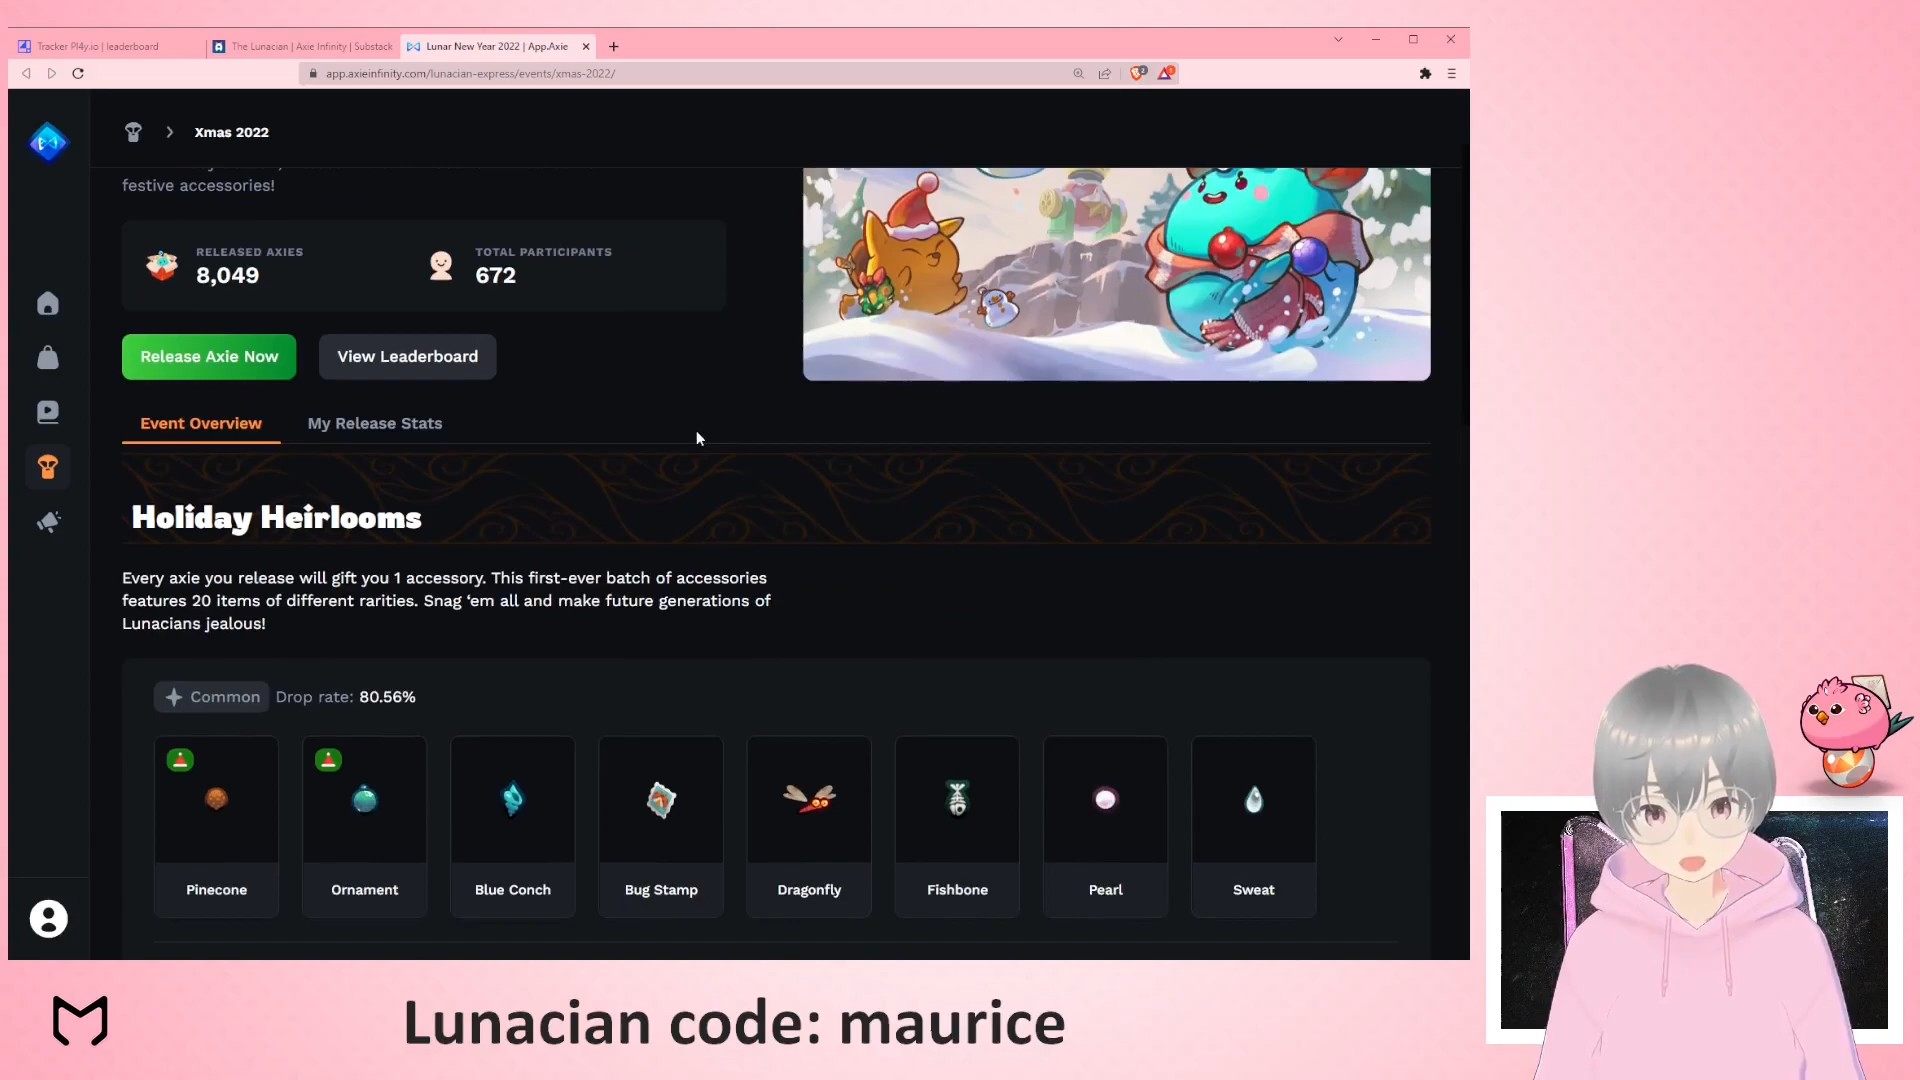 Tracker Pl4y.io | leaderboard
The Lunacian | Axie Infinity | Substack
Lunar New Year 2022 | App.Axie
app.axieinfinity.com/lunacian-express/events/xmas-2022/
Xmas 2022
festive accessories!
RELEASED AXIES
8,049
TOTAL PARTICIPANTS
672
Release Axie Now
View Leaderboard
Event Overview
My Release Stats
Holiday Heirlooms
Every axie you release will gift you 1 accessory. This first-ever batch of accessories
features 20 items of different rarities. Snag ‘em all and make future generations of
Lunacians jealous!
Common Drop rate: 80.56%
Pinecone
Ornament
Blue Conch
Bug Stamp
Dragonfly
Fishbone
Pearl
Sweat
Lunacian code: maurice